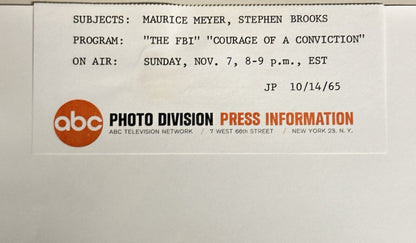 SUBJECTS: MAURICE MEYER, STEPHEN BROOKS
PROGRAM: "THE FBI" "COURAGE OF A CONVICTION"
ON AIR: SUNDAY, NOV. 7, 8-9 p.m., EST
JP 10/14/65
abc PHOTO DIVISION PRESS INFORMATION
ABC TELEVISION NETWORK / 7 WEST 66th STREET / NEW YORK 23, N. Y.